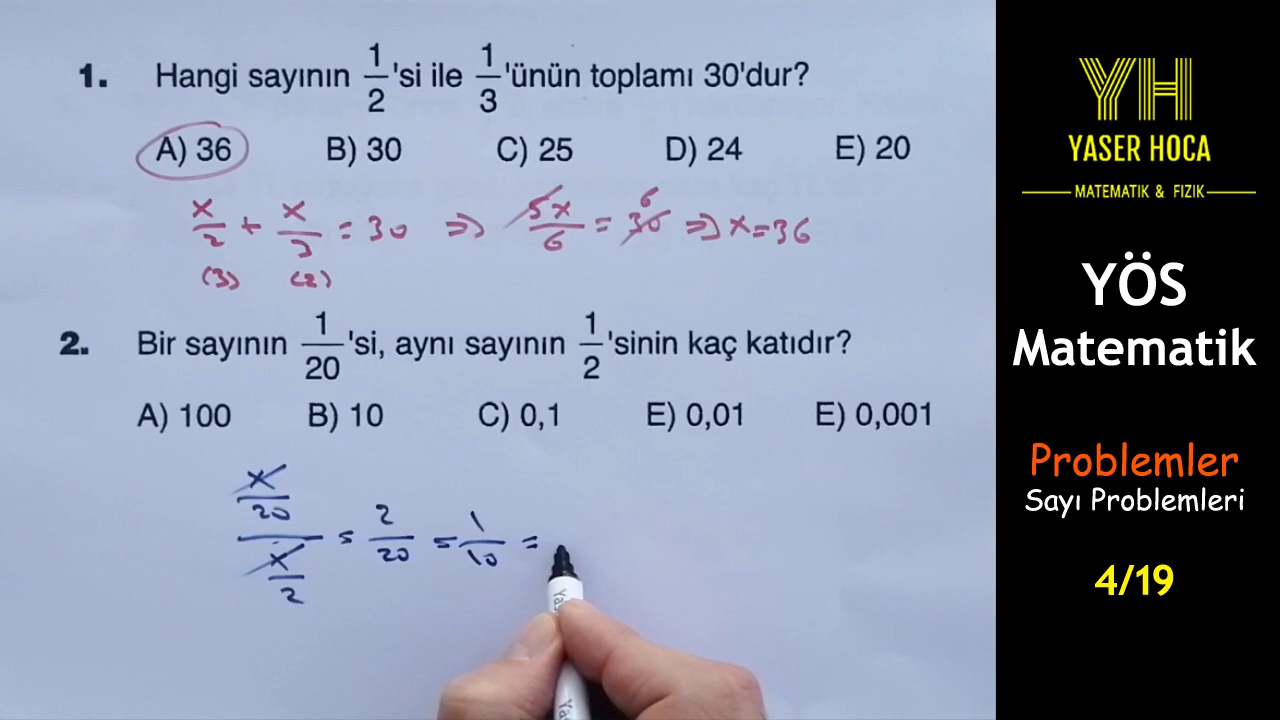 1. Hangi sayının 1/2 'si ile 1/3 'ünün toplamı 30'dur?
A) 36 B) 30 C) 25 D) 24 E) 20
x/2 + x/3 = 30 ⇒ 5x/6 = 30 6 ⇒ x=36
(3) (2)
2. Bir sayının 1/20 'si, aynı sayının 1/2 'sinin kaç katıdır?
A) 100 B) 10 C) 0,1 E) 0,01 E) 0,001
x/20 / x/2 = 2/20 = 1/10 =
YH
YASER HOCA
MATEMATIK & FIZIK
YÖS
Matematik
Problemler
Sayı Problemleri
4/19